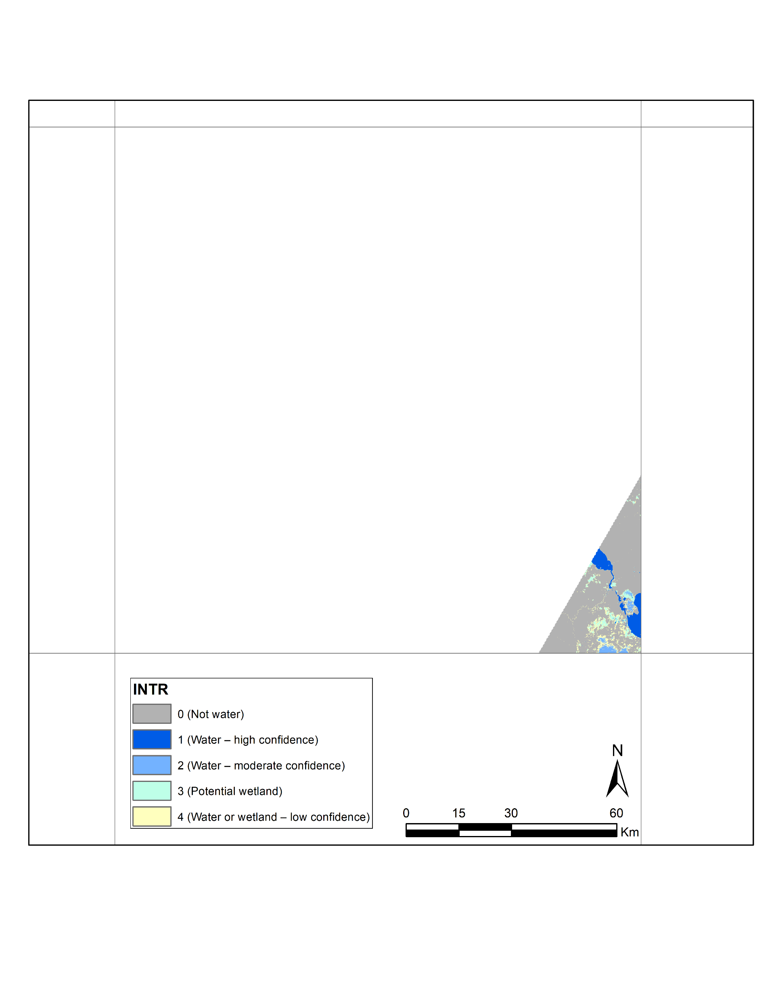 INTR
0 (Not water)
1 (Water – high confidence)
2 (Water – moderate confidence)
3 (Potential wetland)
4 (Water or wetland – low confidence)
N
0 15 30 60
Km